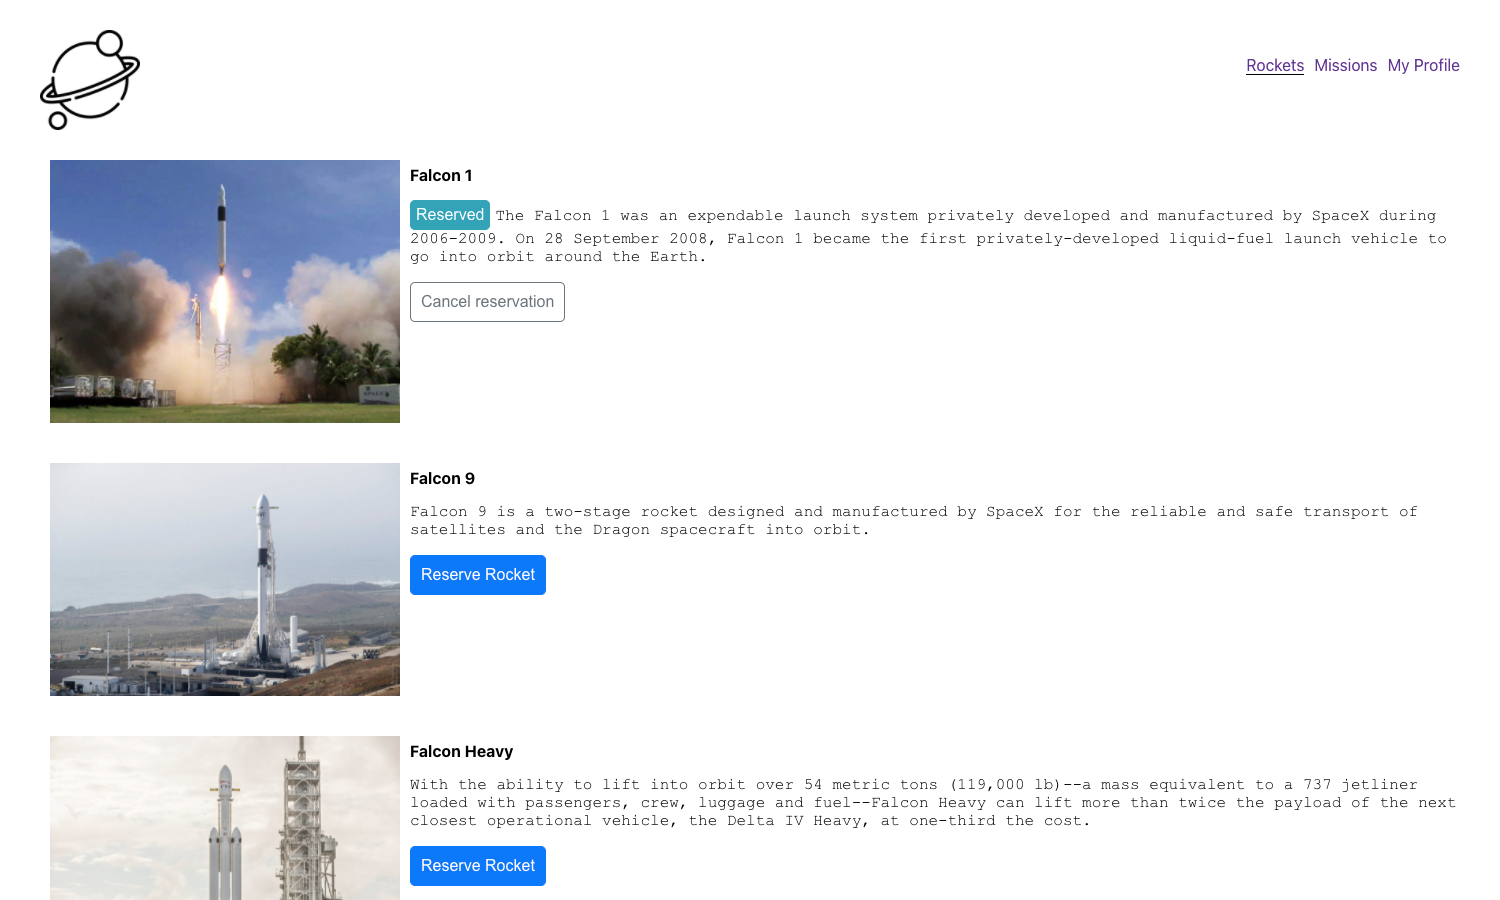 Rockets Missions My Profile
Falcon 1
Reserved The Falcon 1 was an expendable launch system privately developed and manufactured by SpaceX during
2006-2009. On 28 September 2008, Falcon 1 became the first privately-developed liquid-fuel launch vehicle to
go into orbit around the Earth.
Cancel reservation
Falcon 9
Falcon 9 is a two-stage rocket designed and manufactured by SpaceX for the reliable and safe transport of
satellites and the Dragon spacecraft into orbit.
Reserve Rocket
Falcon Heavy
With the ability to lift into orbit over 54 metric tons (119,000 lb)--a mass equivalent to a 737 jetliner
loaded with passengers, crew, luggage and fuel--Falcon Heavy can lift more than twice the payload of the next
closest operational vehicle, the Delta IV Heavy, at one-third the cost.
Reserve Rocket